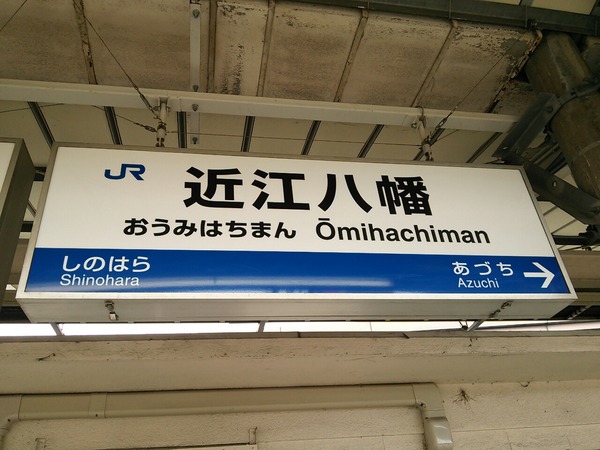 JR 近江八幡
おうみはちまん Ōmihachiman
しのはら あづち →
Shinohara Azuchi